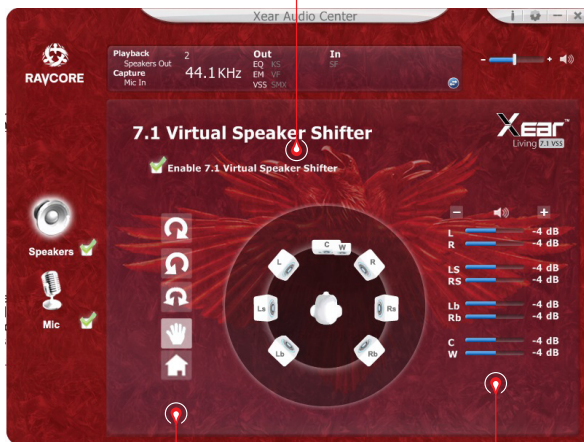 Xear Audio Center
i
RAVCORE
Playback 2 Out In
Speakers Out EQ KS SF
Capture 44.1KHz EM VF
Mic In VSS SMX
- +
7.1 Virtual Speaker Shifter
Xear™
Living 7.1 VSS
Enable 7.1 Virtual Speaker Shifter
Speakers
Mic
C W
L R
Ls Rs
Lb Rb
- +
L -4 dB
R -4 dB
LS -4 dB
RS -4 dB
Lb -4 dB
Rb -4 dB
C -4 dB
W -4 dB